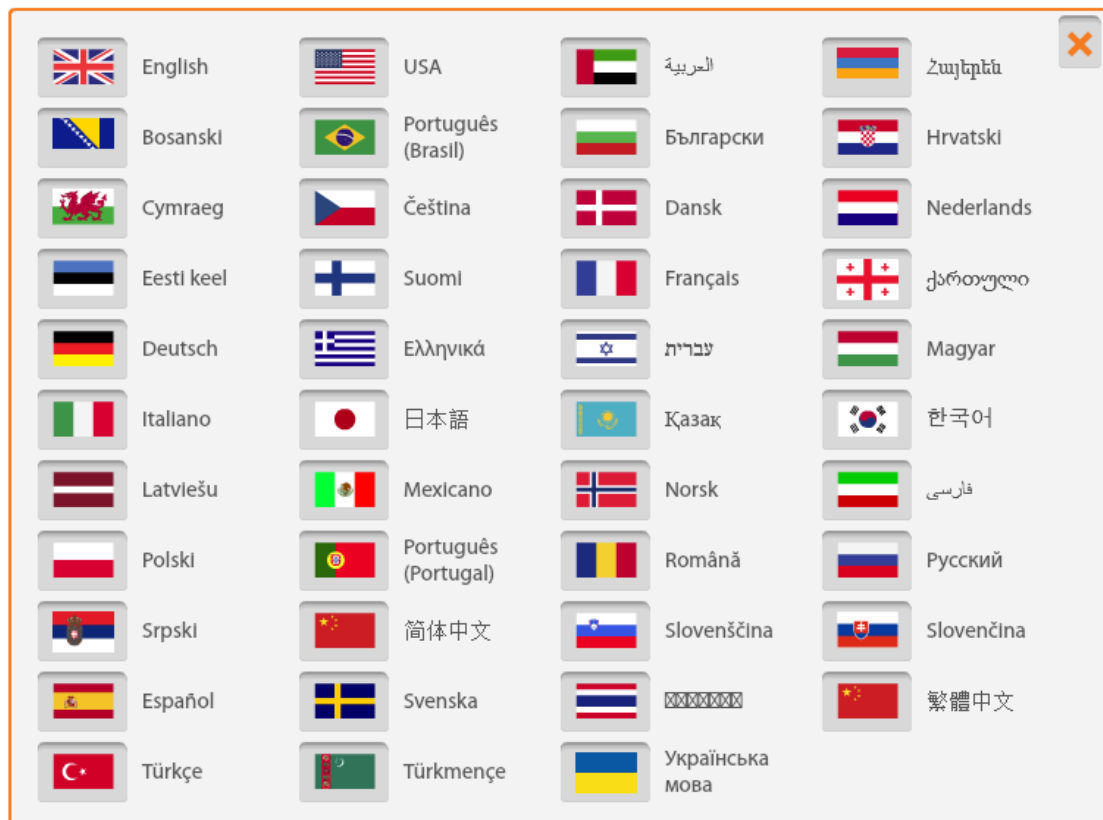 English
USA
العربية
Հայերեն
Bosanski
Português
(Brasil)
Български
Hrvatski
Cymraeg
Čeština
Dansk
Nederlands
Eesti keel
Suomi
Français
ქართული
Deutsch
Ελληνικά
עברית
Magyar
Italiano
日本語
Қазақ
한국어
Latviešu
Mexicano
Norsk
فارسی
Polski
Português
(Portugal)
Română
Русский
Srpski
简体中文
Slovenščina
Slovenčina
Español
Svenska
繁體中文
Türkçe
Türkmençe
Українська
мова